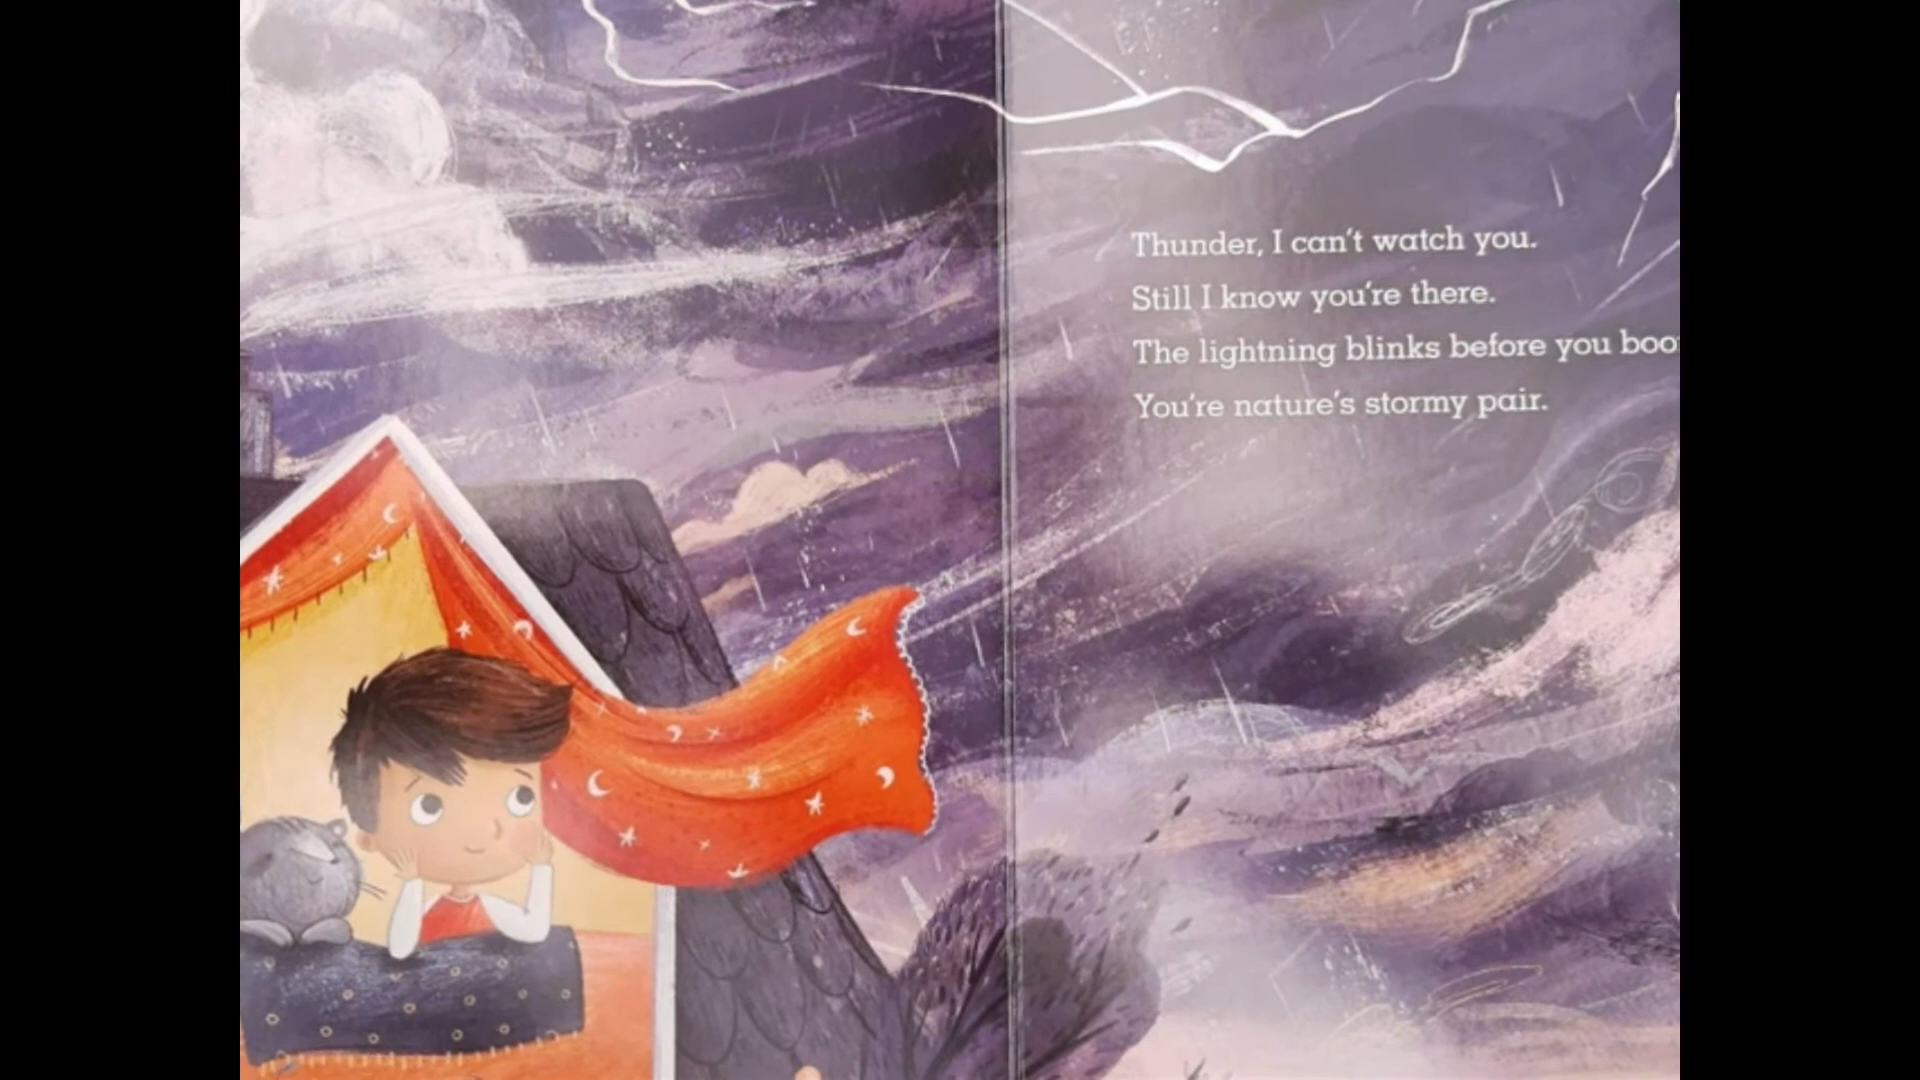 Thunder, I can't watch you.
Still I know you're there.
The lightning blinks before you
You're nature's stormy pair.